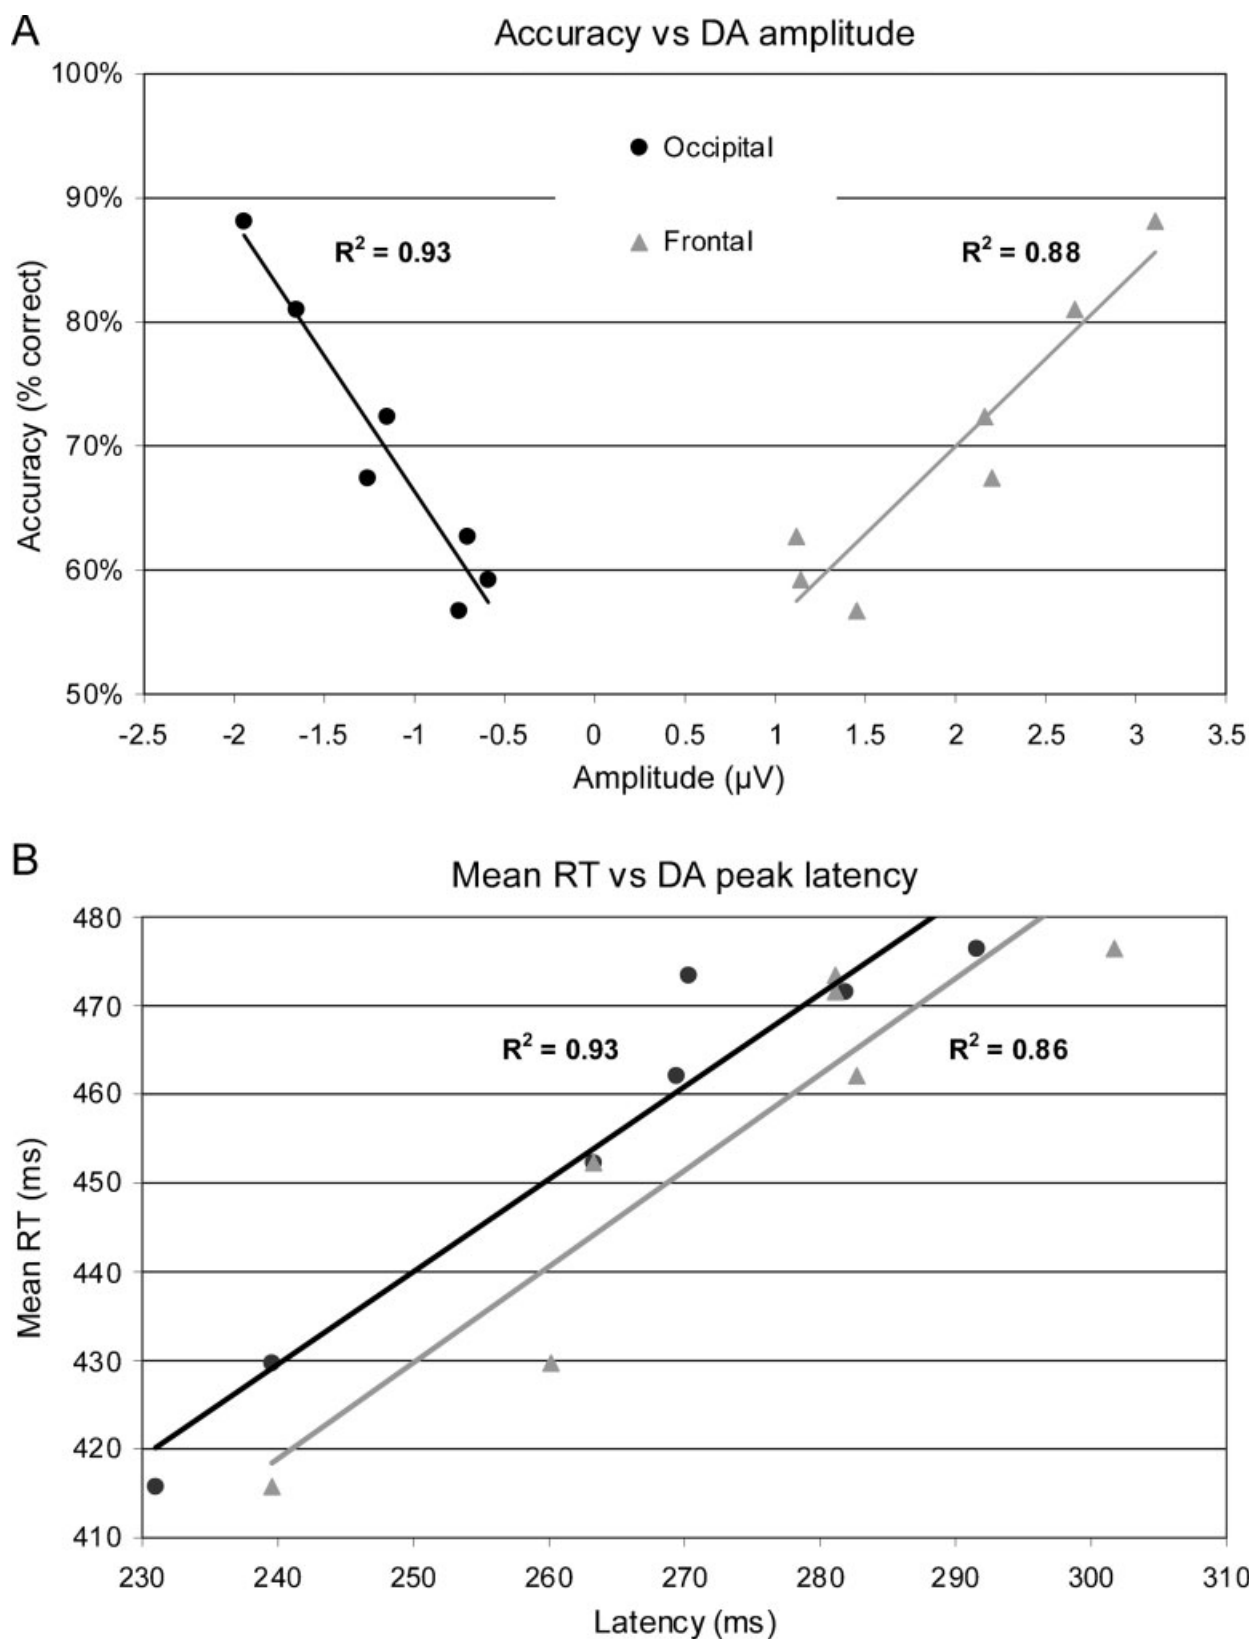 A
Accuracy vs DA amplitude
100%
90%
80%
70%
60%
50%
Accuracy (% correct)
Occipital
Frontal
R² = 0.93
R² = 0.88
-2.5 -2 -1.5 -1 -0.5 0 0.5 1 1.5 2 2.5 3 3.5
Amplitude (µV)
B
Mean RT vs DA peak latency
480
470
460
450
440
430
420
410
Mean RT (ms)
R² = 0.93
R² = 0.86
230 240 250 260 270 280 290 300 310
Latency (ms)